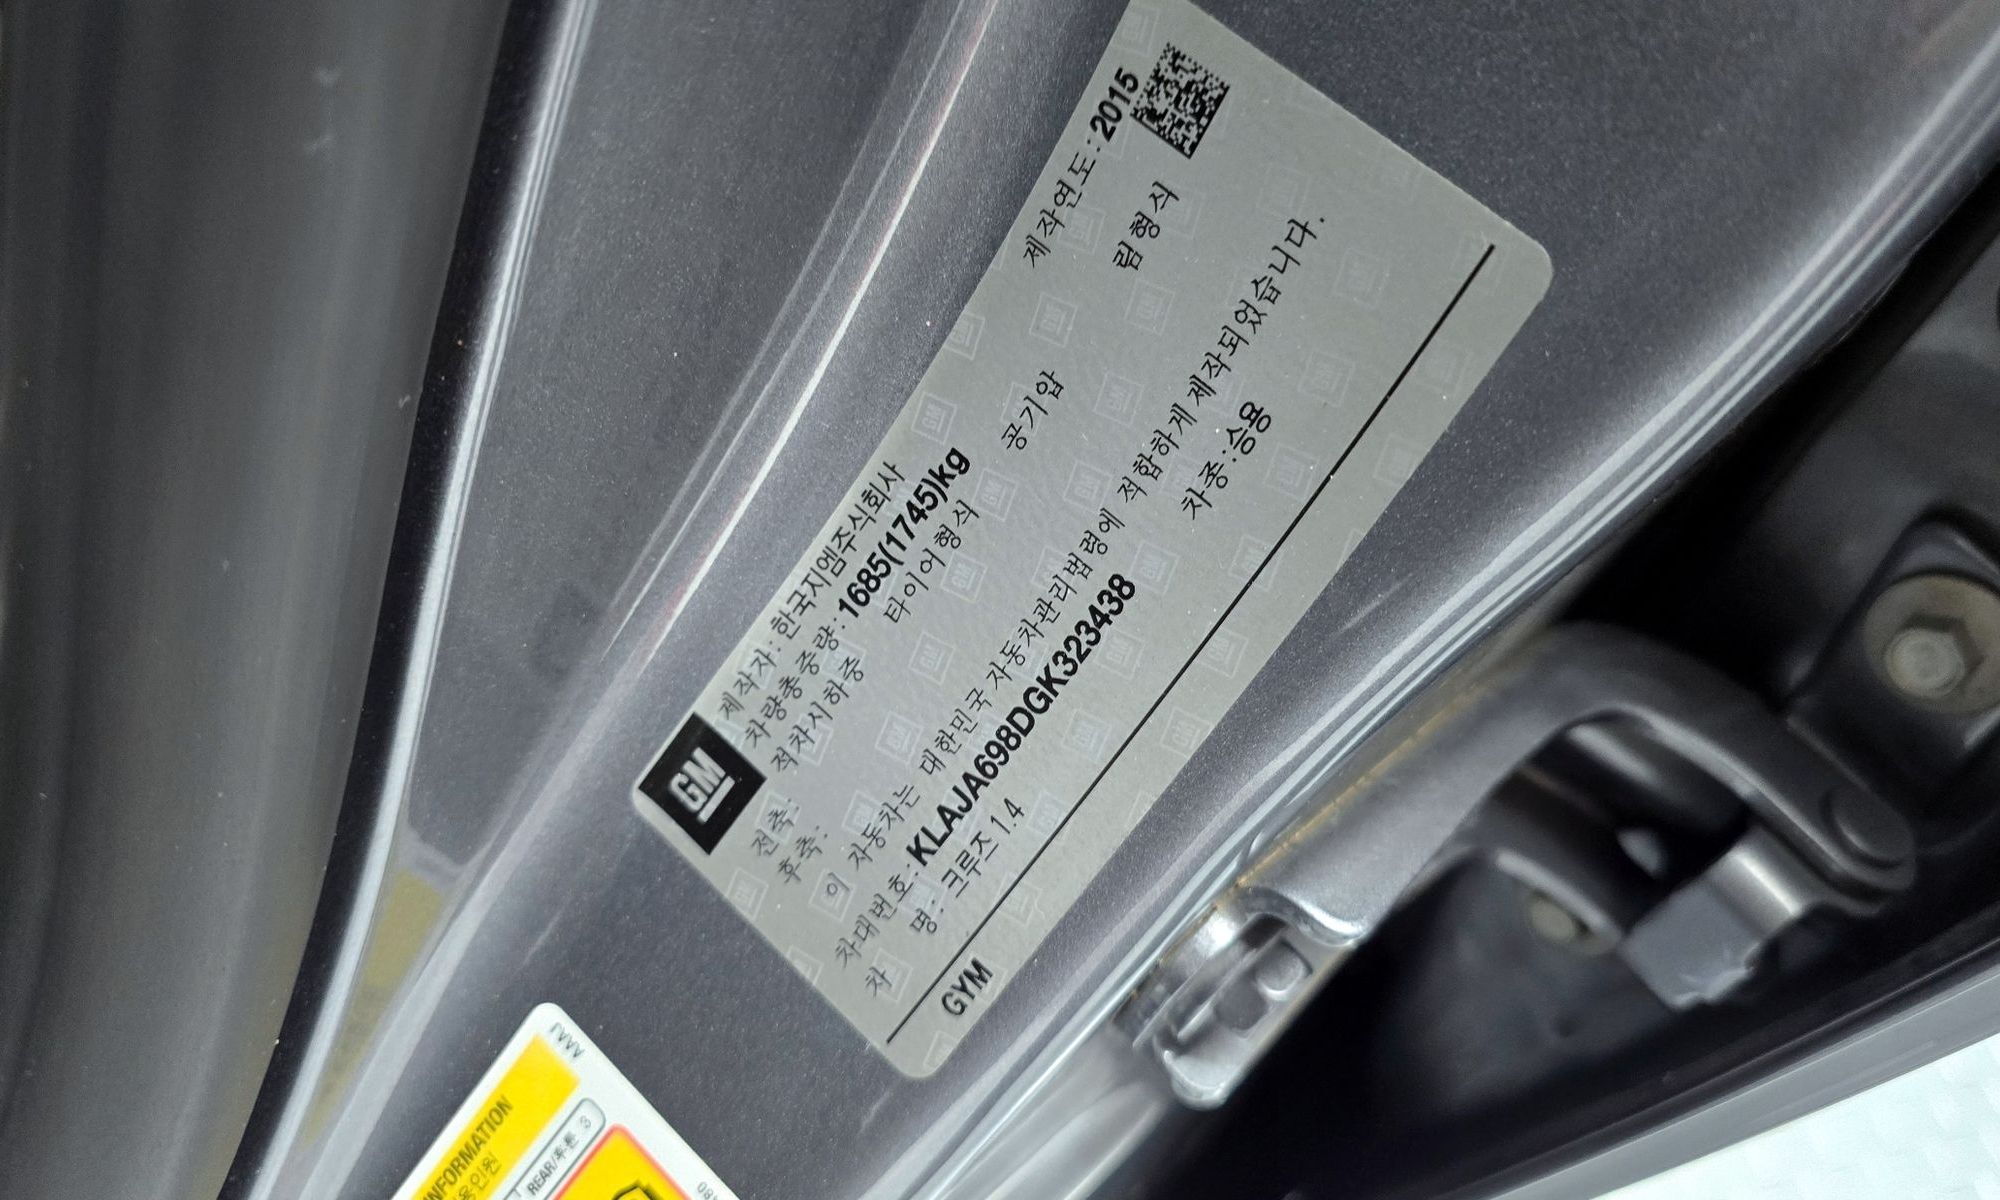 GM
제작자: 한국지엠주식회사 제작연도: 2015
차량총중량: 1685(1745)kg
적차시하중 타이어형식 공기압 림형식
전축:
후축:
이 자동차는 대한민국 자동차관리법령에 적합하게 제작되었습니다.
차대번호: KLAJA698DGK323438 차종:승용
차 명: 크루즈 1.4
GYM
INFORMATION
용인원
REAR/후륜 3